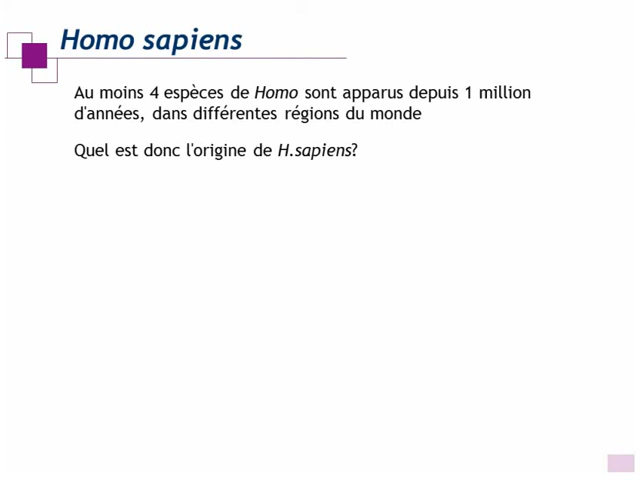 Homo sapiens
Au moins 4 espèces de Homo sont apparus depuis 1 million
d'années, dans différentes régions du monde
Quel est donc l'origine de H.sapiens?